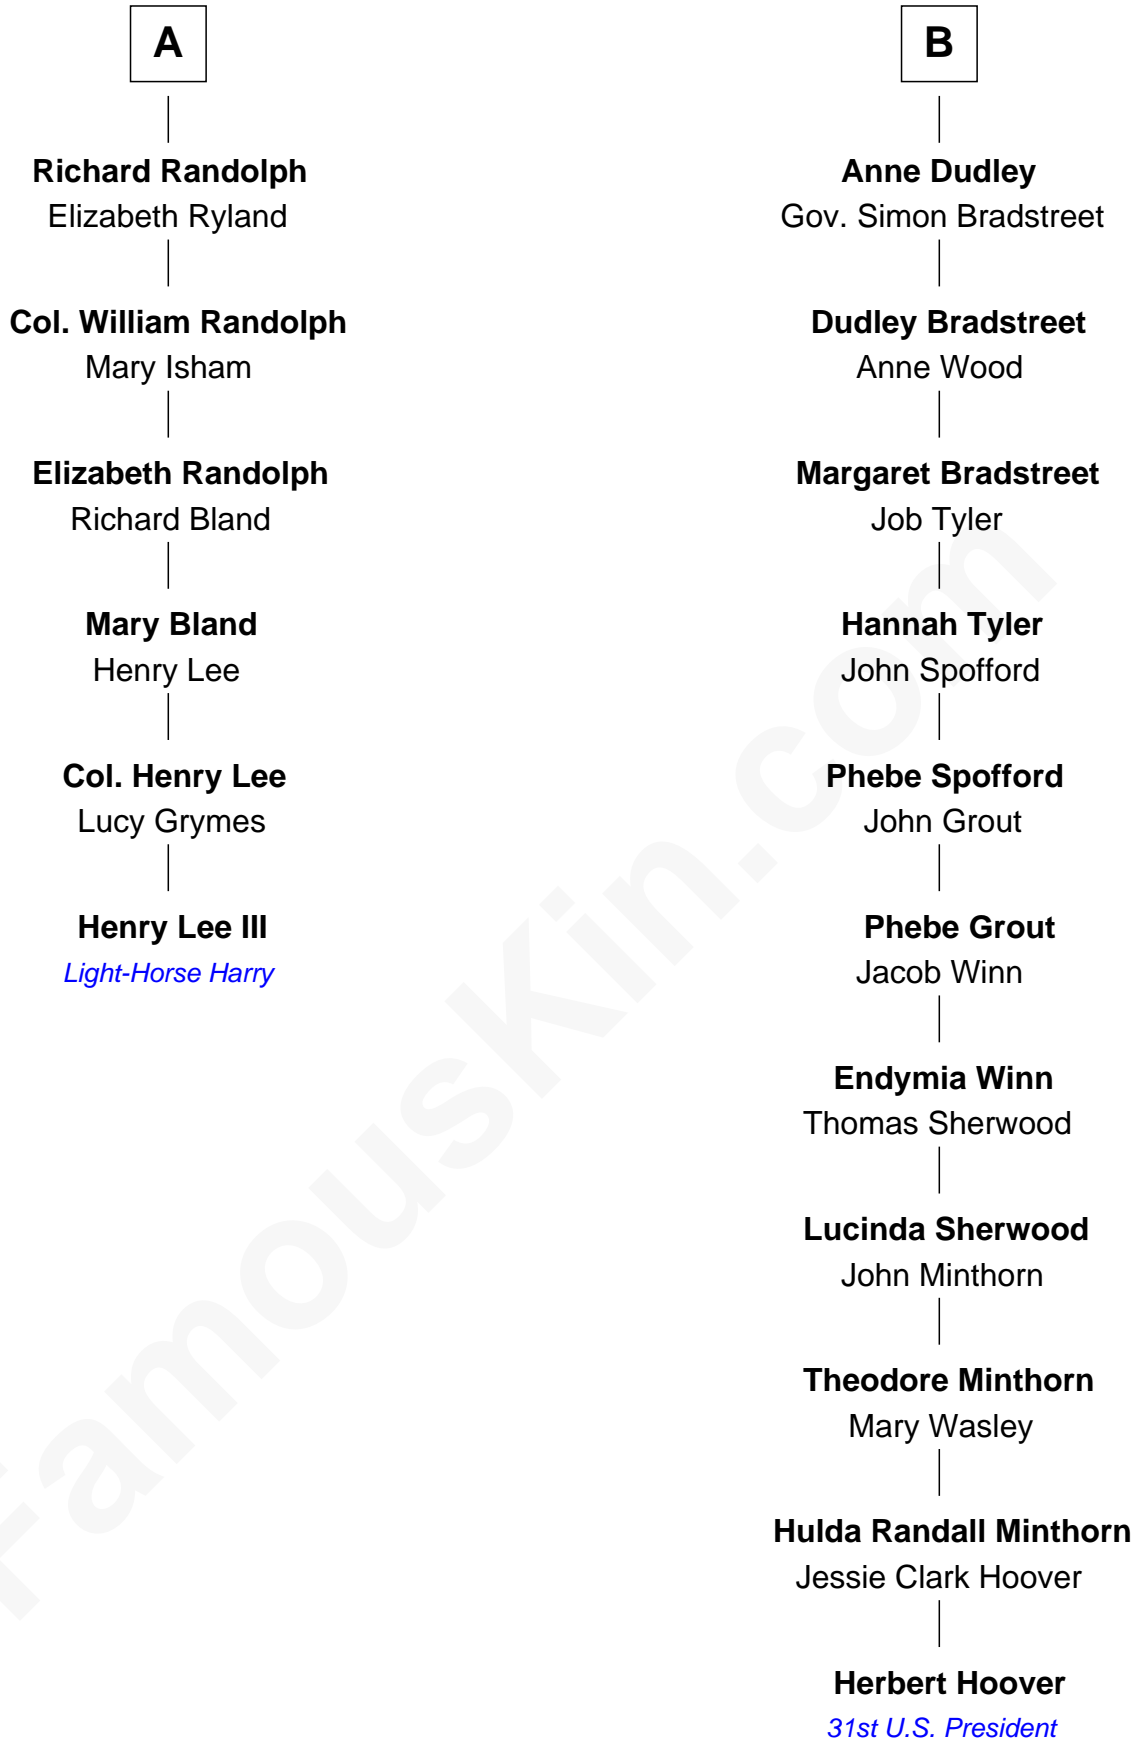 A
Richard Randolph
Elizabeth Ryland
Col. William Randolph
Mary Isham
Elizabeth Randolph
Richard Bland
Mary Bland
Henry Lee
Col. Henry Lee
Lucy Grymes
Henry Lee III
Light-Horse Harry
B
Anne Dudley
Gov. Simon Bradstreet
Dudley Bradstreet
Anne Wood
Margaret Bradstreet
Job Tyler
Hannah Tyler
John Spofford
Phebe Spofford
John Grout
Phebe Grout
Jacob Winn
Endymia Winn
Thomas Sherwood
Lucinda Sherwood
John Minthorn
Theodore Minthorn
Mary Wasley
Hulda Randall Minthorn
Jessie Clark Hoover
Herbert Hoover
31st U.S. President
FamousKin.com